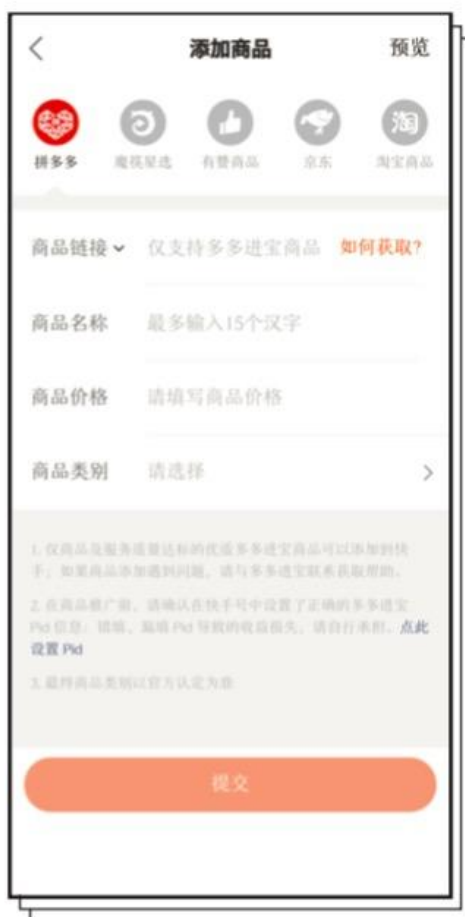 添加商品
预览
拼多多 魔筷星选 有赞商品 京东 淘宝商品
商品链接 仅支持多多进宝商品 如何获取?
商品名称 最多输入15个汉字
商品价格 请填写商品价格
商品类别 请选择
1. 仅商品及服务质量达标的优质多多进宝商品可以添加到快
手；如果商品添加遇到问题，请与多多进宝联系获取帮助。
2. 在商品推广前，请确认在快手号中设置了正确的多多进宝
Pid 信息；错填、漏填 Pid 导致的收益损失，请自行承担。点此
设置 Pid
3. 最终商品类别以官方认定为准
提交